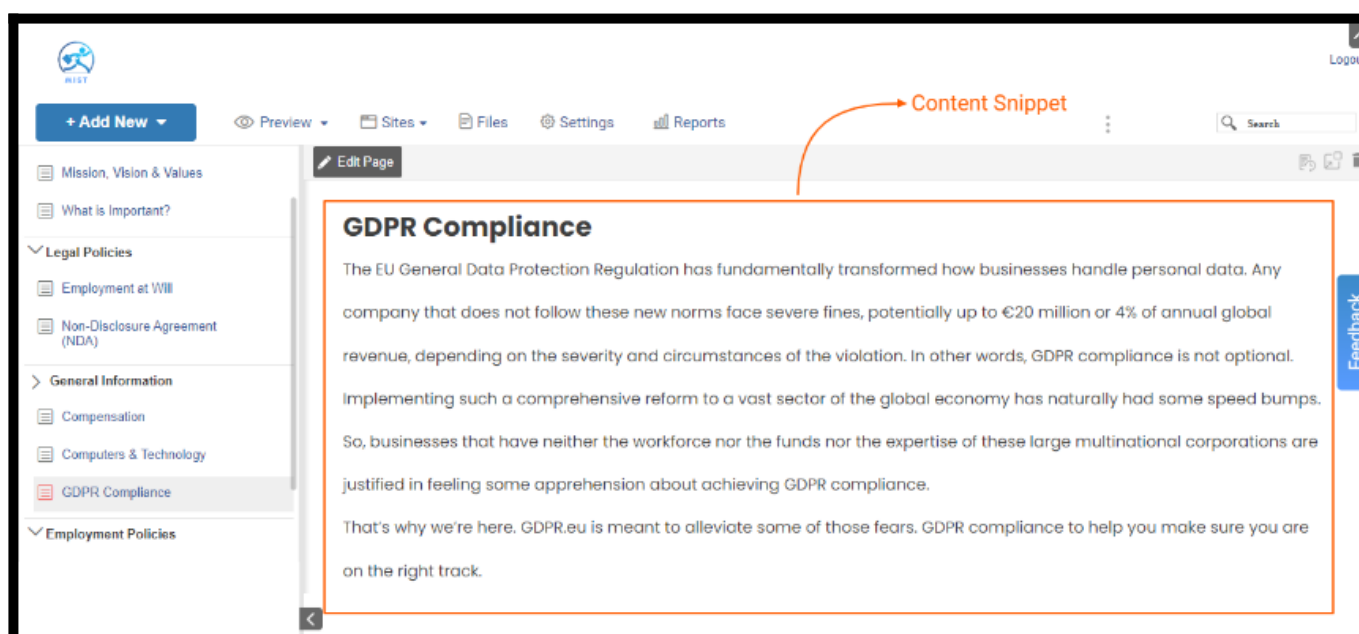 MIST
Logou
+ Add New
Preview
Sites
Files
Settings
Reports
Content Snippet
Search
Edit Page
Mission, Vision & Values
What is Important?
Legal Policies
Employment at Will
Non-Disclosure Agreement
(NDA)
General Information
Compensation
Computers & Technology
GDPR Compliance
Employment Policies
GDPR Compliance
The EU General Data Protection Regulation has fundamentally transformed how businesses handle personal data. Any
company that does not follow these new norms face severe fines, potentially up to €20 million or 4% of annual global
revenue, depending on the severity and circumstances of the violation. In other words, GDPR compliance is not optional.
Implementing such a comprehensive reform to a vast sector of the global economy has naturally had some speed bumps.
So, businesses that have neither the workforce nor the funds nor the expertise of these large multinational corporations are
justified in feeling some apprehension about achieving GDPR compliance.
That's why we're here. GDPR.eu is meant to alleviate some of those fears. GDPR compliance to help you make sure you are
on the right track.
Feedback